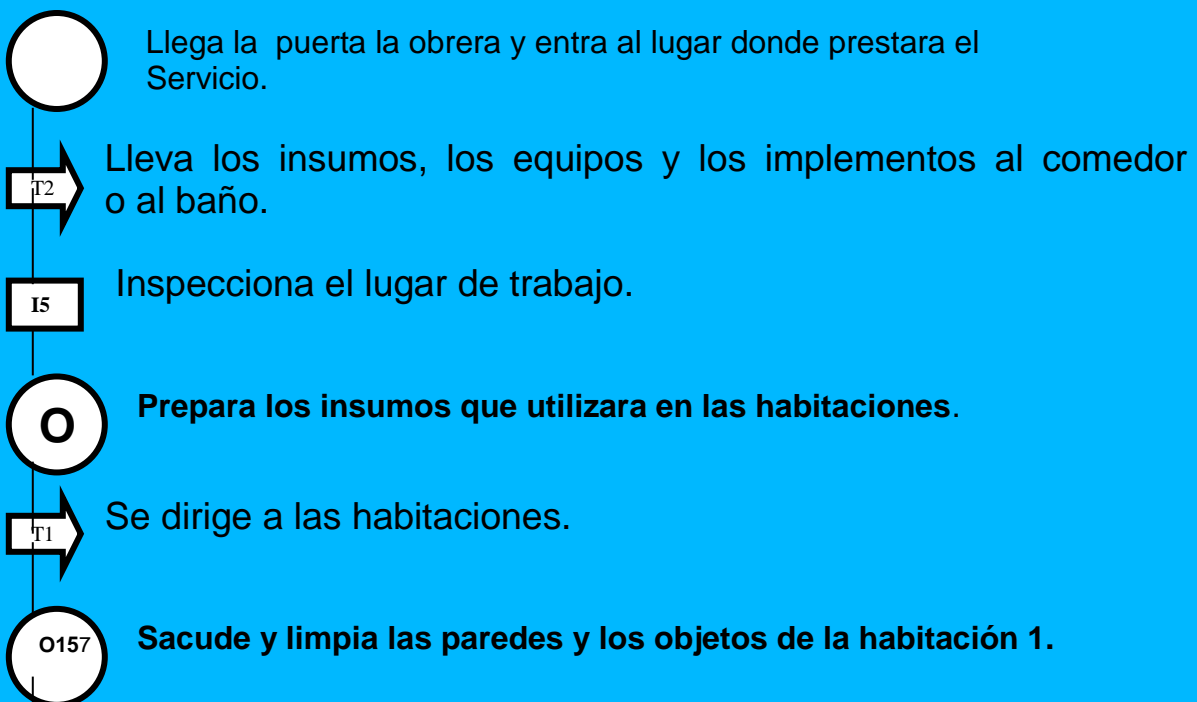 Llega la puerta la obrera y entra al lugar donde prestara el
Servicio.
T2
Lleva los insumos, los equipos y los implementos al comedor
o al baño.
I5
Inspecciona el lugar de trabajo.
O
Prepara los insumos que utilizara en las habitaciones.
T1
Se dirige a las habitaciones.
O157
Sacude y limpia las paredes y los objetos de la habitación 1.